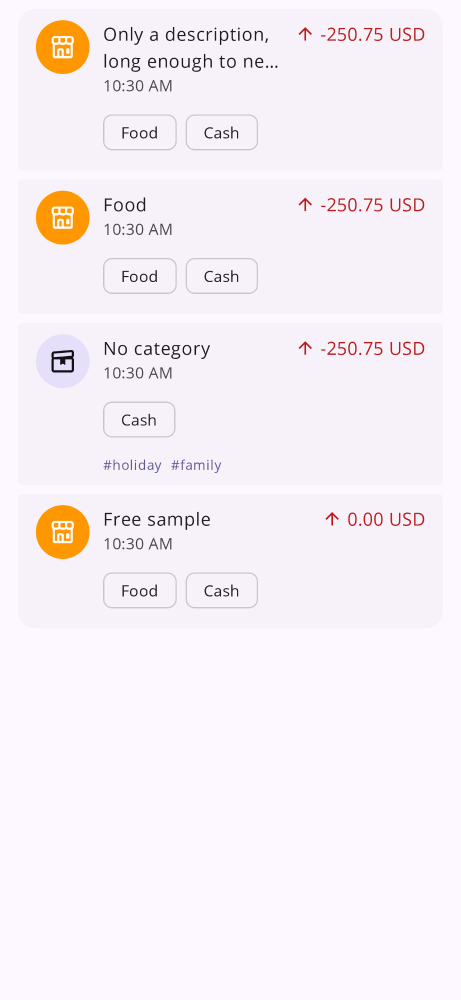 Only a description, ↑ -250.75 USD
long enough to ne...
10:30 AM
Food Cash
Food ↑ -250.75 USD
10:30 AM
Food Cash
No category ↑ -250.75 USD
10:30 AM
Cash
#holiday #family
Free sample ↑ 0.00 USD
10:30 AM
Food Cash